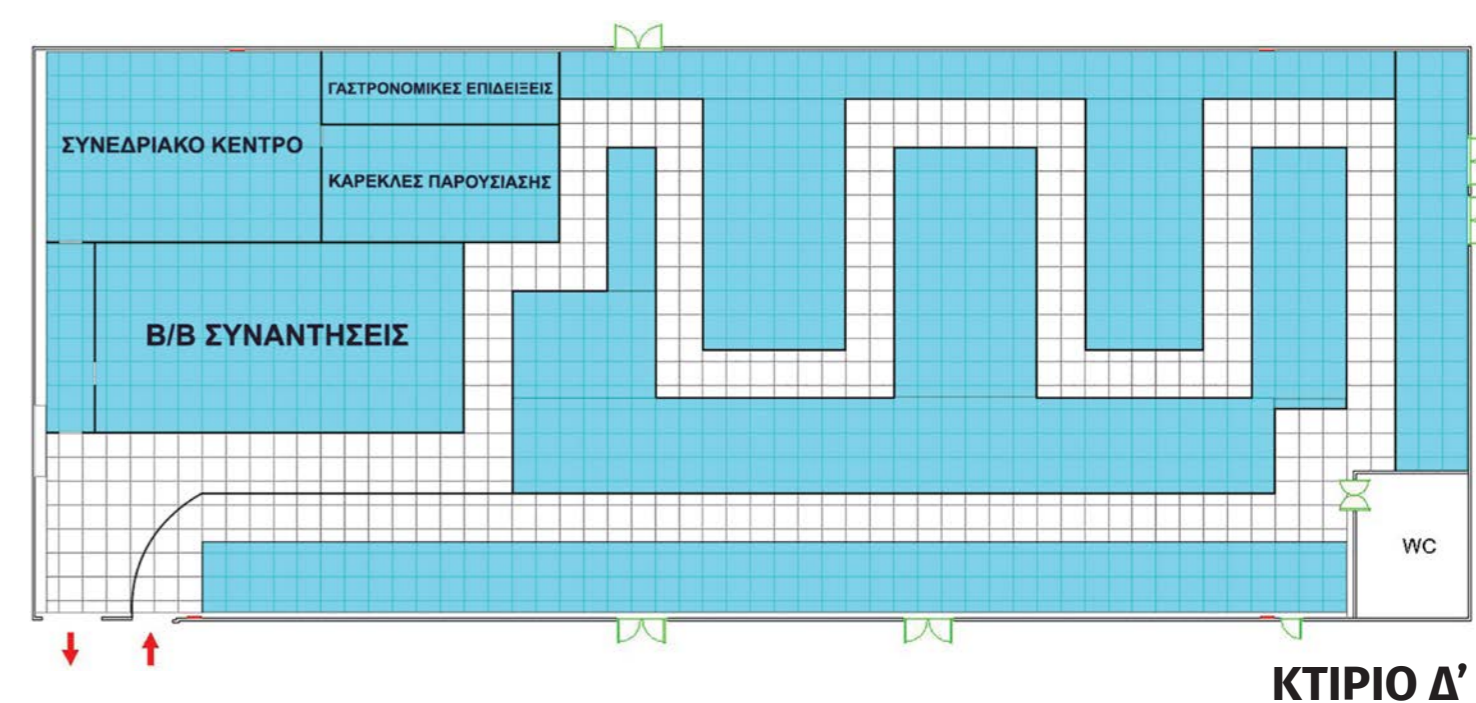 ΓΑΣΤΡΟΝΟΜΙΚΕΣ ΕΠΙΔΕΙΞΕΙΣ
ΣΥΝΕΔΡΙΑΚΟ ΚΕΝΤΡΟ
ΚΑΡΕΚΛΕΣ ΠΑΡΟΥΣΙΑΣΗΣ
Β/Β ΣΥΝΑΝΤΗΣΕΙΣ
WC
ΚΤΙΡΙΟ Δ’